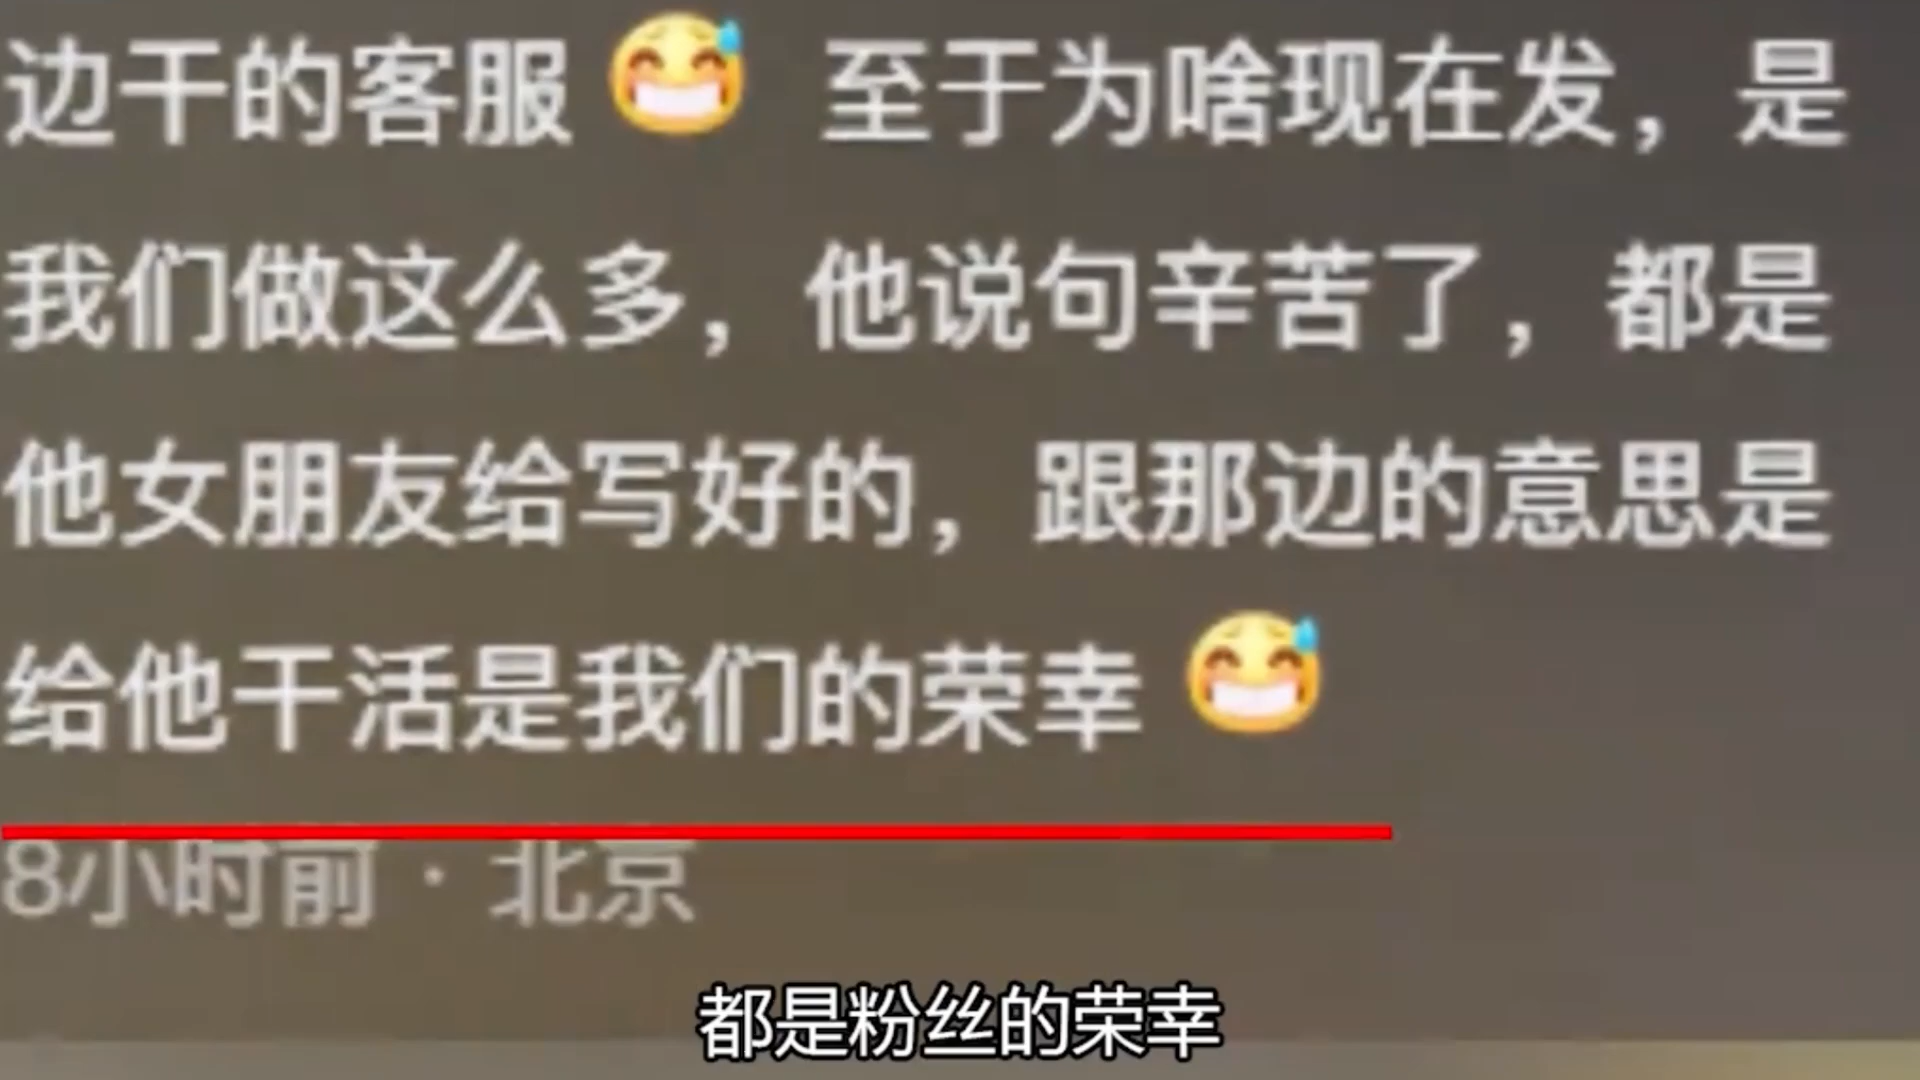 边干的客服😅 至于为啥现在发，是
我们做这么多，他说句辛苦了，都是
他女朋友给写好的，跟那边的意思是
给他干活是我们的荣幸😅
8小时前 · 北京
都是粉丝的荣幸